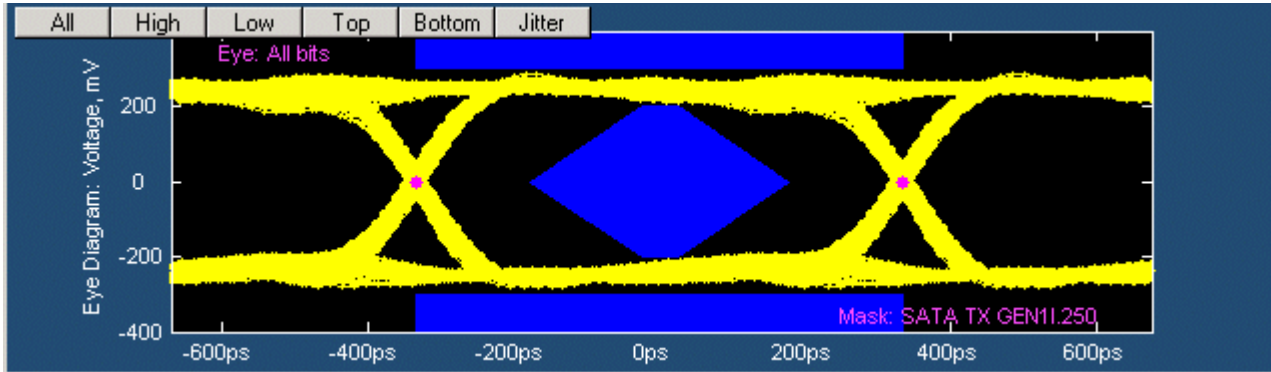 All High Low Top Bottom Jitter
Eye: All bits
Eye Diagram: Voltage, mV
200
0
-200
-400
Mask: SATA TX GEN1I.250
-600ps -400ps -200ps 0ps 200ps 400ps 600ps